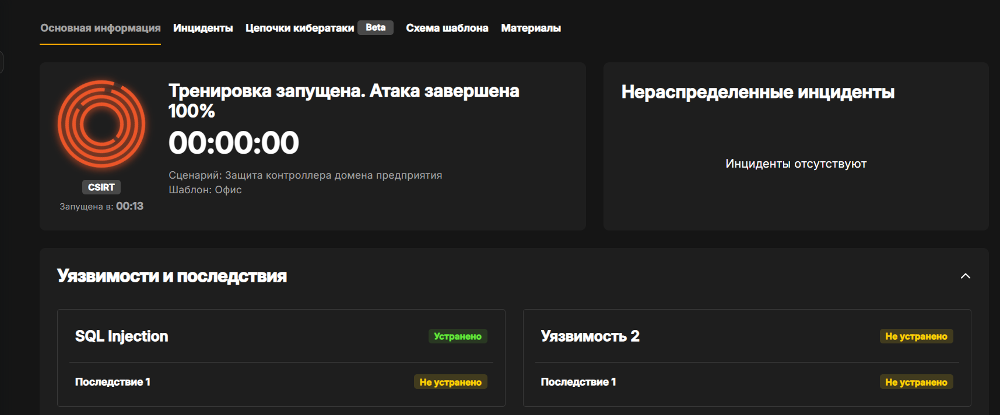 Основная информация Инциденты Цепочки кибератаки Beta Схема шаблона Материалы
Тренировка запущена. Атака завершена
100%
00:00:00
Сценарий: Защита контроллера домена предприятия
Шаблон: Офис
CSIRT
Запущена в: 00:13
Нераспределенные инциденты
Инциденты отсутствуют
Уязвимости и последствия
SQL Injection Устранено
Последствие 1 Не устранено
Уязвимость 2 Не устранено
Последствие 1 Не устранено